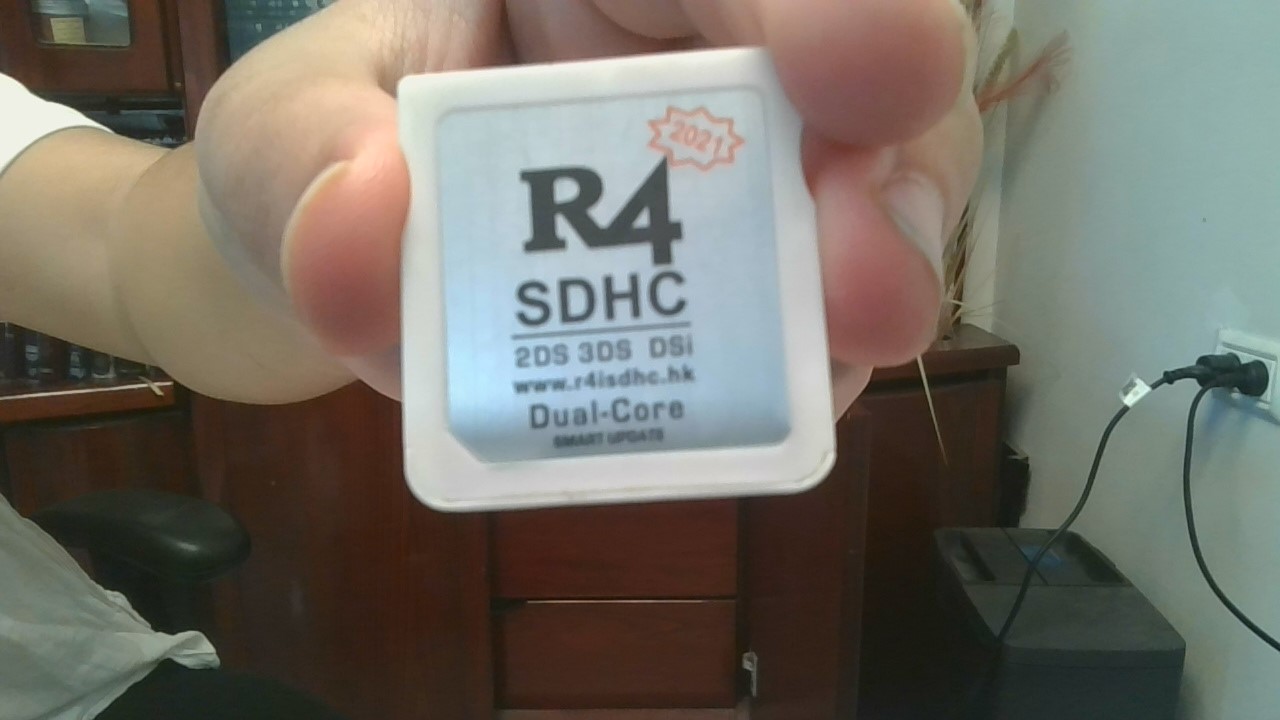 2021
R4
SDHC
2DS 3DS DSi
www.r4isdhc.hk
Dual-Core
SMART UPDATE